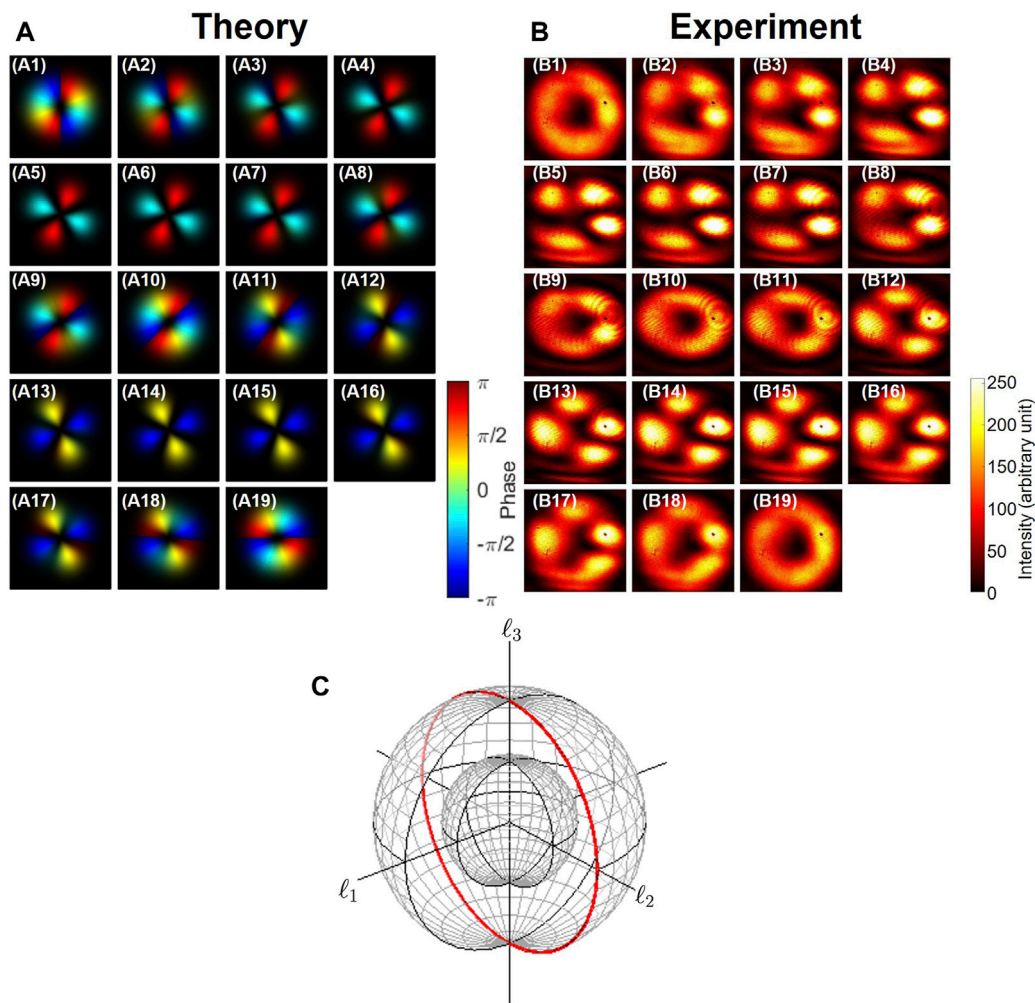 A Theory
(A1) (A2) (A3) (A4)
(A5) (A6) (A7) (A8)
(A9) (A10) (A11) (A12)
(A13) (A14) (A15) (A16)
(A17) (A18) (A19)
π
π/2
0
-π/2
-π
Phase
B Experiment
(B1) (B2) (B3) (B4)
(B5) (B6) (B7) (B8)
(B9) (B10) (B11) (B12)
(B13) (B14) (B15) (B16)
(B17) (B18) (B19)
250
200
150
100
50
0
Intensity (arbitrary unit)
C
ℓ3
ℓ1
ℓ2